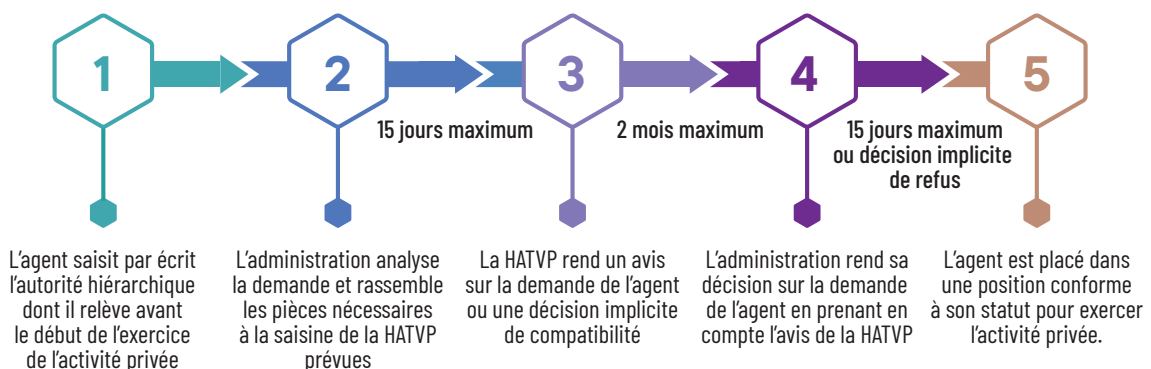 1
2
3
4
5
15 jours maximum
2 mois maximum
15 jours maximum
ou décision implicite
de refus
L'agent saisit par écrit
l'autorité hiérarchique
dont il relève avant
le début de l'exercice
de l'activité privée
L'administration analyse
la demande et rassemble
les pièces nécessaires
à la saisine de la HATVP
prévues
La HATVP rend un avis
sur la demande de l'agent
ou une décision implicite
de compatibilité
L'administration rend sa
décision sur la demande
de l'agent en prenant en
compte l'avis de la HATVP
L'agent est placé dans
une position conforme
à son statut pour exercer
l'activité privée.